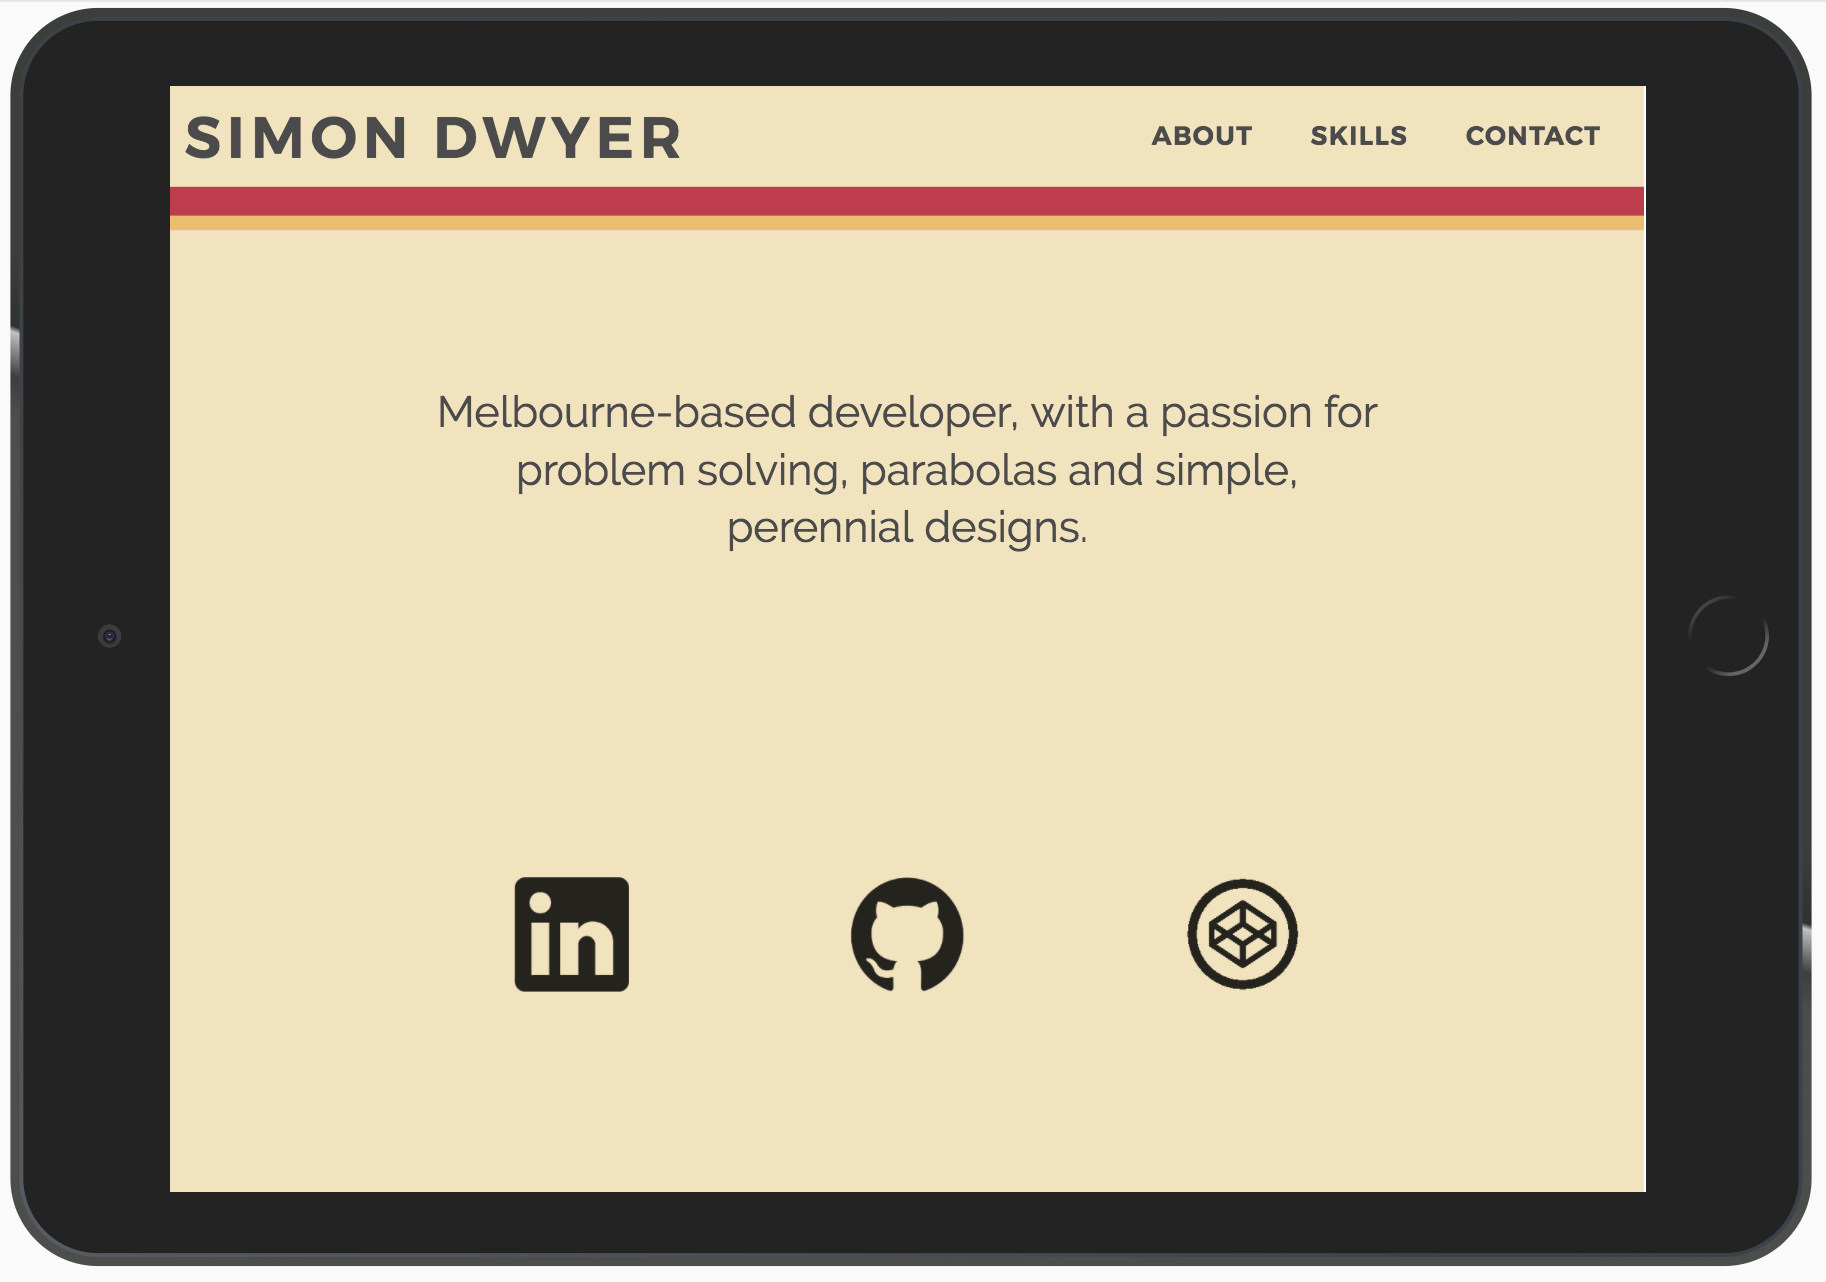 SIMON DWYER
ABOUT SKILLS CONTACT
Melbourne-based developer, with a passion for
problem solving, parabolas and simple,
perennial designs.
in